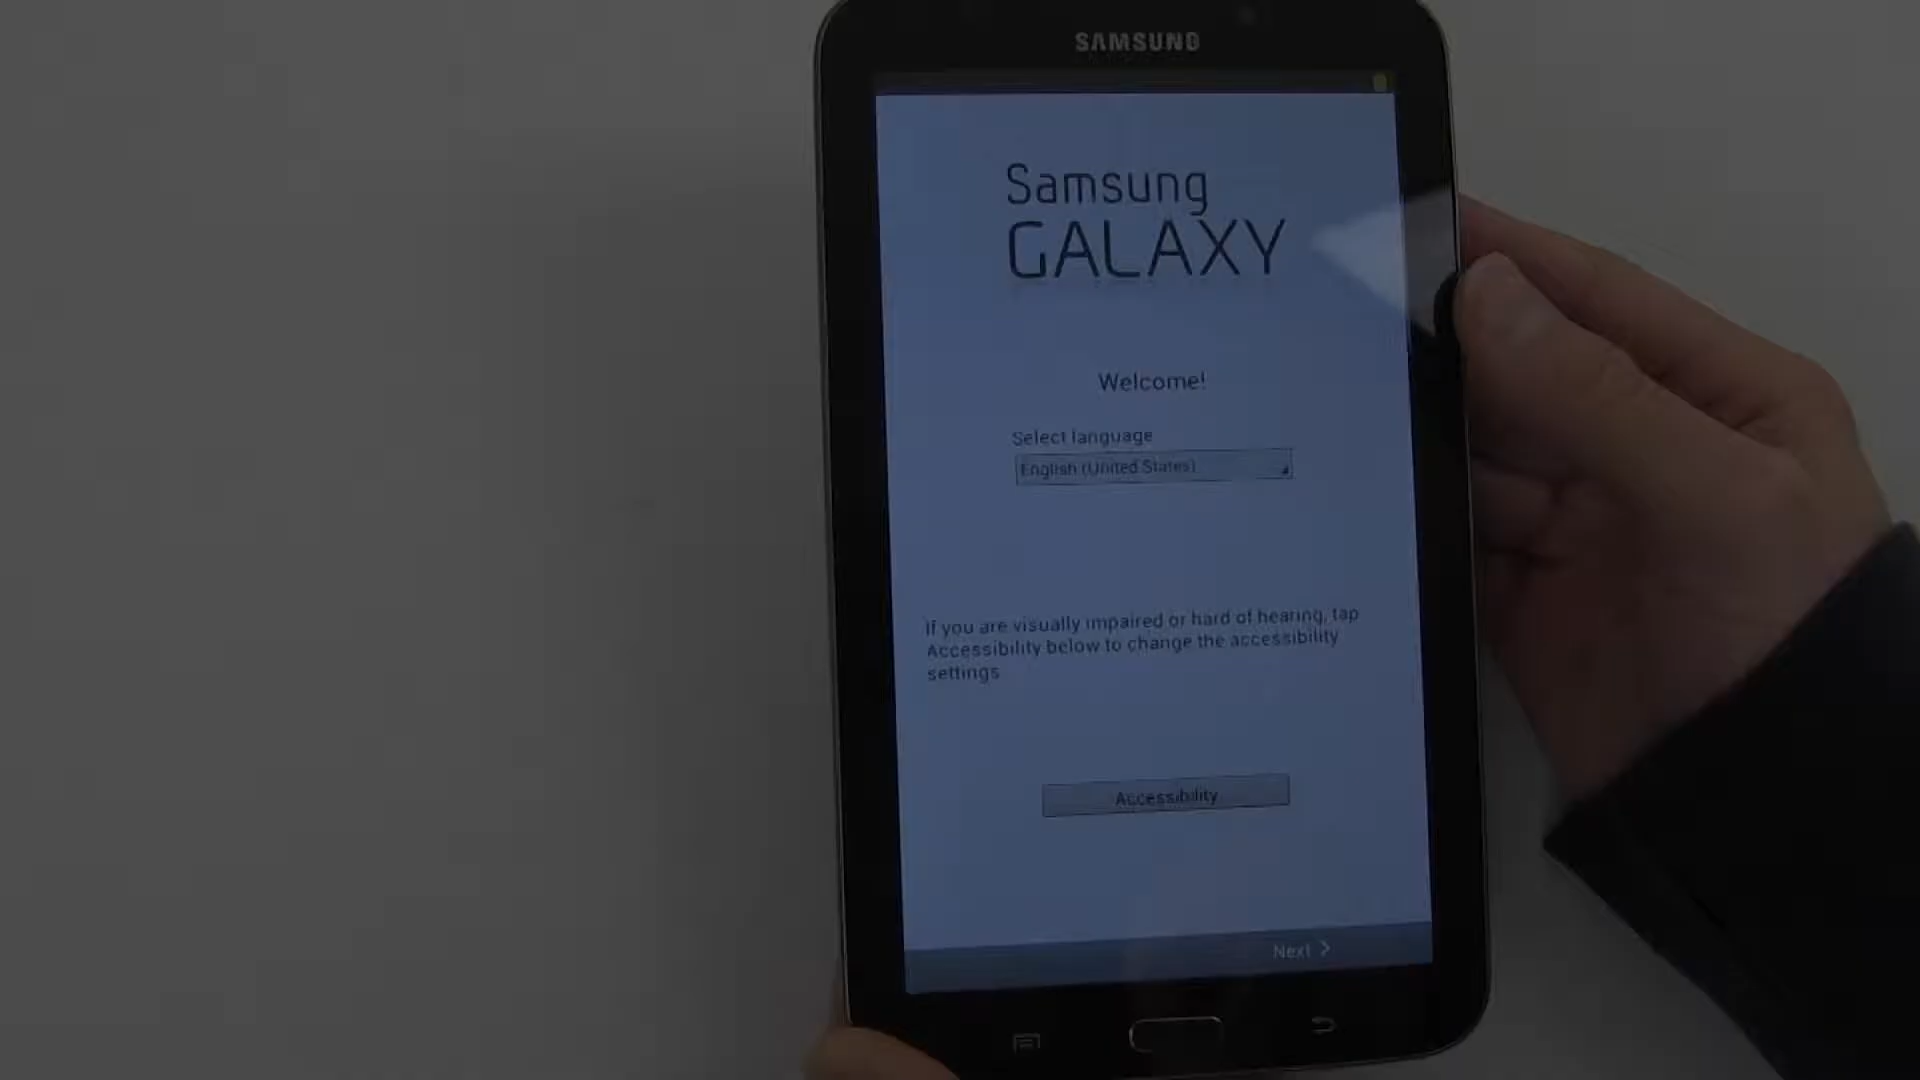 SAMSUNG
Samsung
GALAXY
Welcome!
Select language
English (United States)
If you are visually impaired or hard of hearing, tap
Accessibility below to change the accessibility
settings
Accessibility
Next